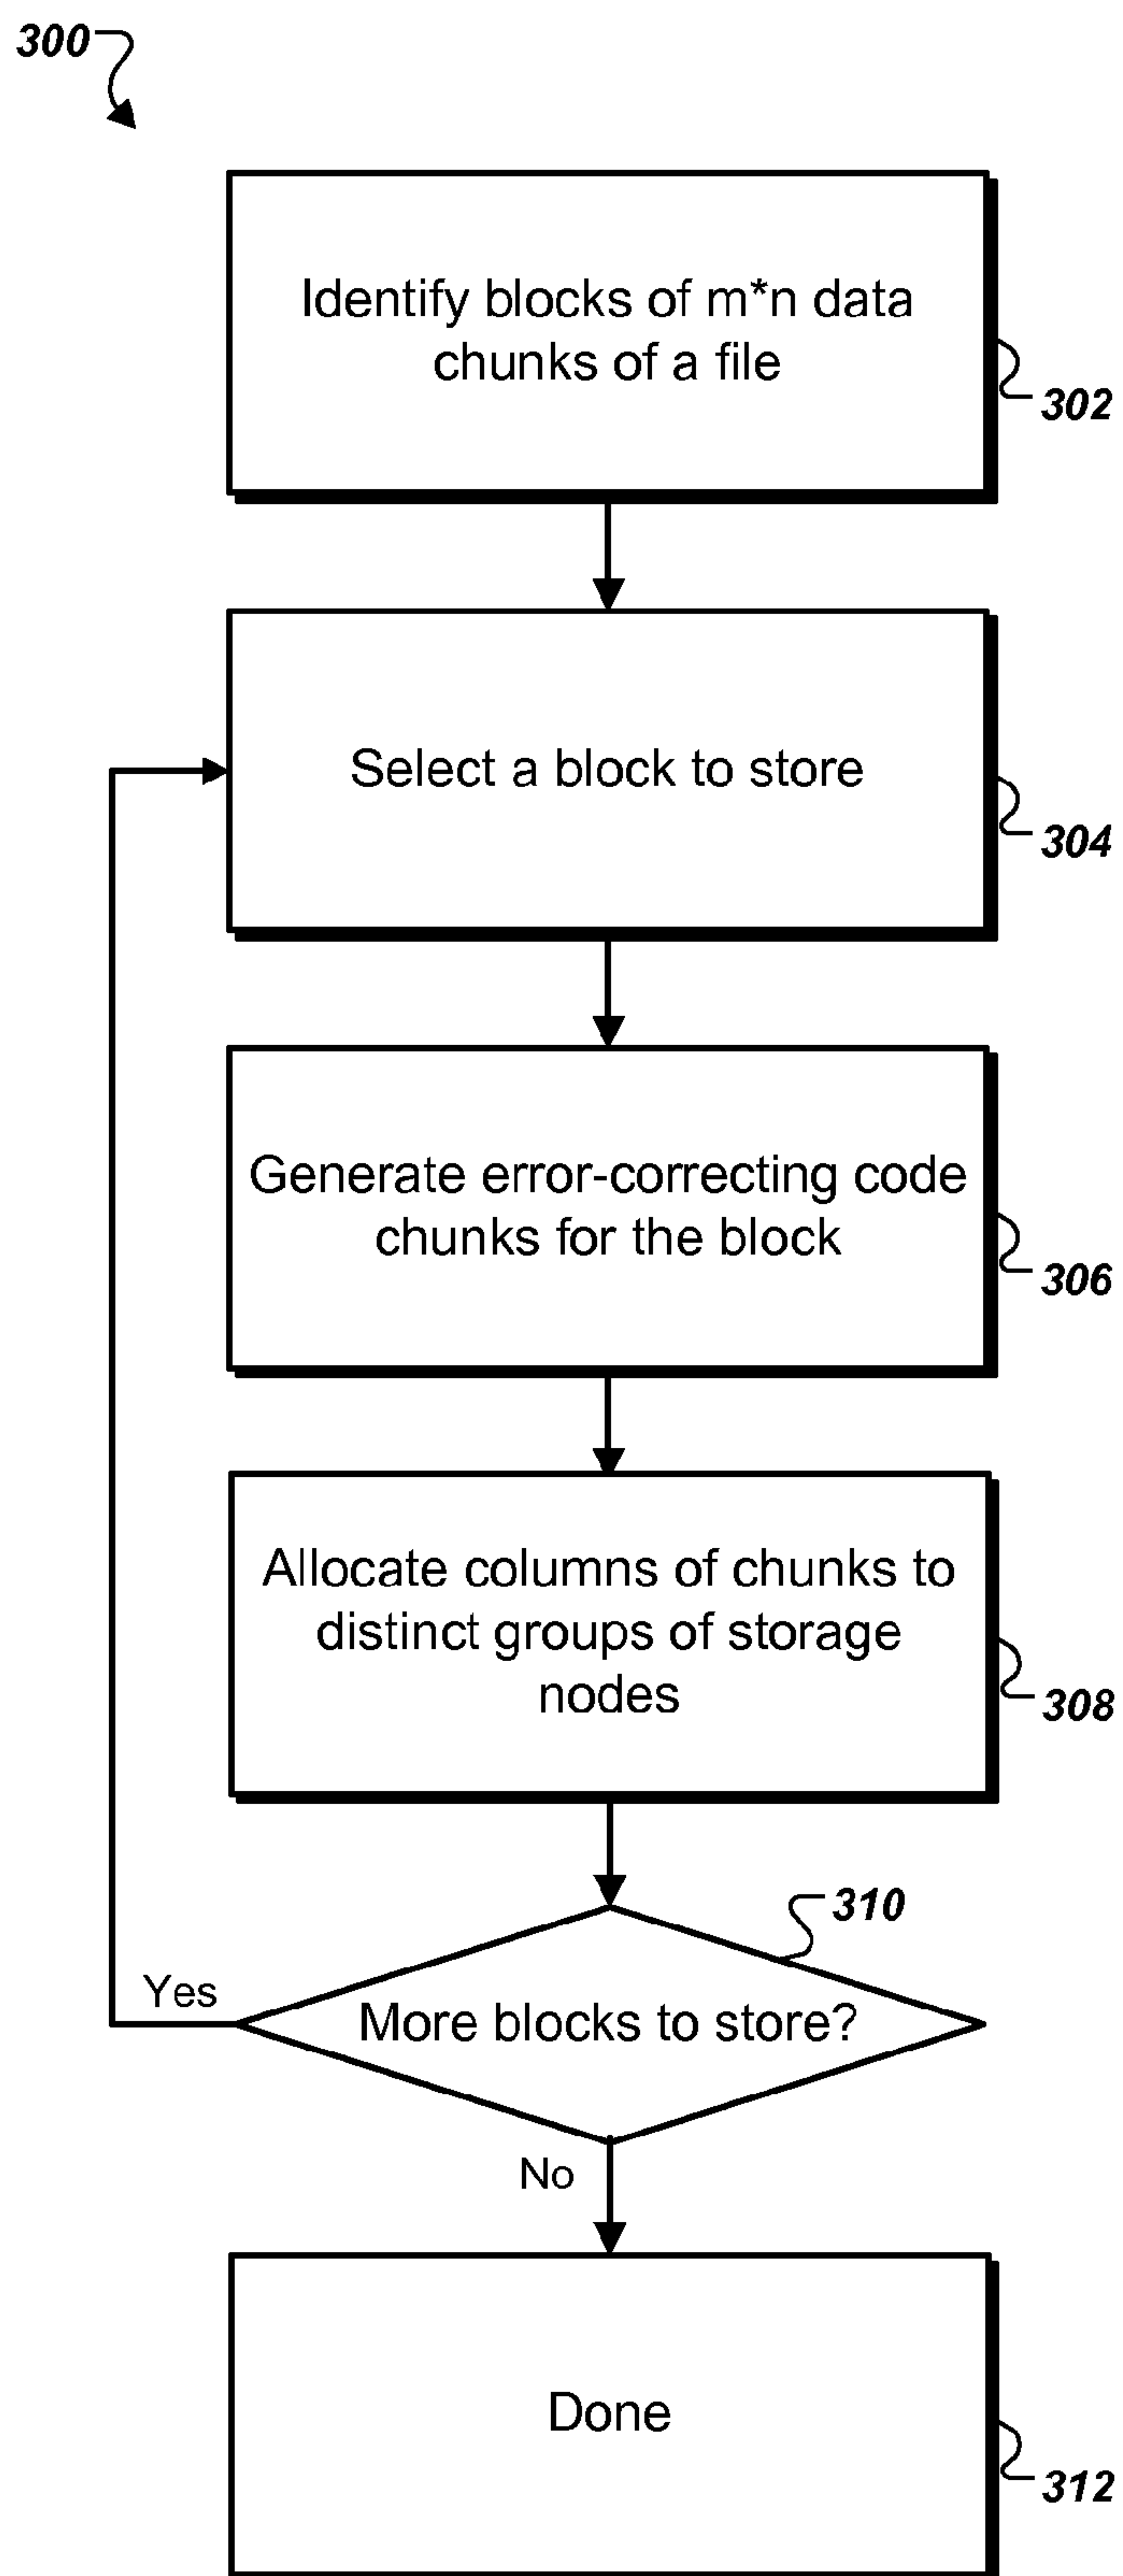 300
Identify blocks of m*n data
chunks of a file
302
Select a block to store
304
Generate error-correcting code
chunks for the block
306
Allocate columns of chunks to
distinct groups of storage
nodes
308
310
Yes
More blocks to store?
No
Done
312